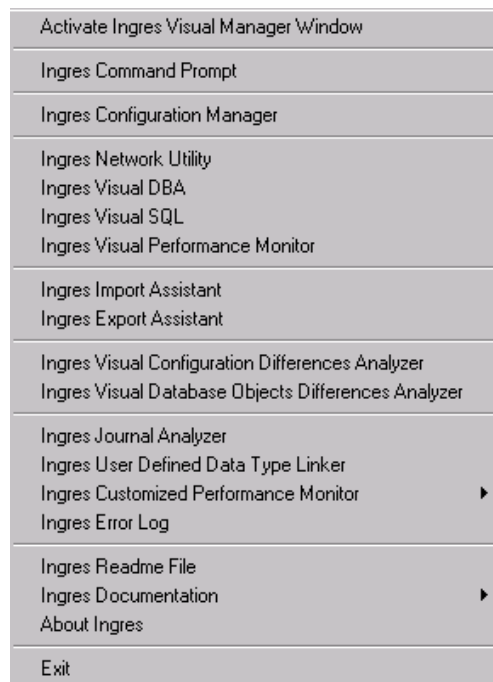 Activate Ingres Visual Manager Window
Ingres Command Prompt
Ingres Configuration Manager
Ingres Network Utility
Ingres Visual DBA
Ingres Visual SQL
Ingres Visual Performance Monitor
Ingres Import Assistant
Ingres Export Assistant
Ingres Visual Configuration Differences Analyzer
Ingres Visual Database Objects Differences Analyzer
Ingres Journal Analyzer
Ingres User Defined Data Type Linker
Ingres Customized Performance Monitor
Ingres Error Log
Ingres Readme File
Ingres Documentation
About Ingres
Exit